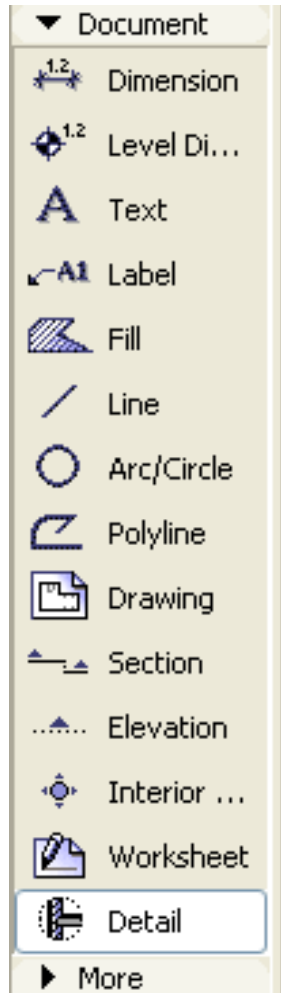 Document
1.2 Dimension
1.2 Level Di...
A Text
A1 Label
Fill
Line
Arc/Circle
Polyline
Drawing
Section
Elevation
Interior ...
Worksheet
Detail
More